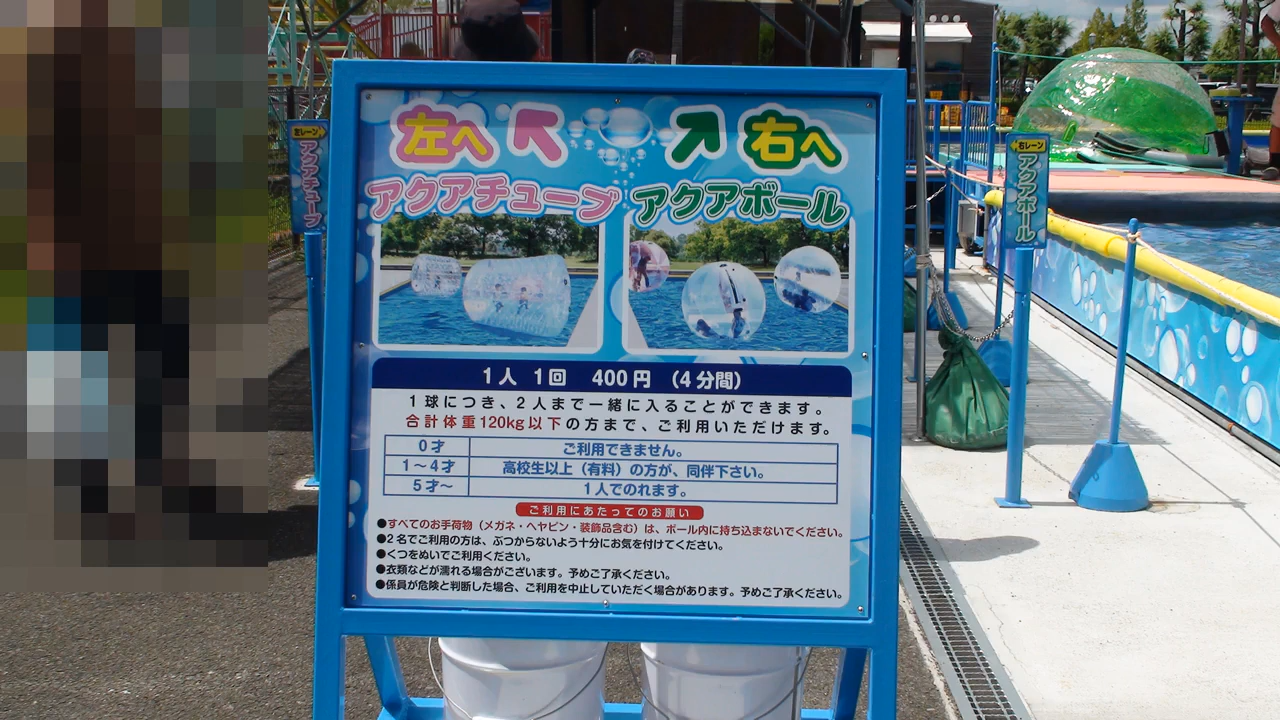 左へ
右へ
アクアチューブ
アクアボール
1人 1回 400円 (4分間)
1球につき、2人まで一緒に入ることができます。
合計体重120kg以下の方まで、ご利用いただけます。
0才 ご利用できません。
1～4才 高校生以上(有料)の方が、同伴下さい。
5才～ 1人でのれます。
ご利用にあたってのお願い
●すべてのお手荷物(メガネ・ヘヤピン・装飾品含む)は、ボール内に持ち込まないでください。
●2名でご利用の方は、ぶつからないよう十分にお気を付けてください。
●くつをぬいでご利用ください。
●衣類などが濡れる場合がございます。予めご了承ください。
●係員が危険と判断した場合、ご利用を中止していただく場合があります。予めご了承ください。
左レーン
アクアチューブ
右レーン
アクアボール